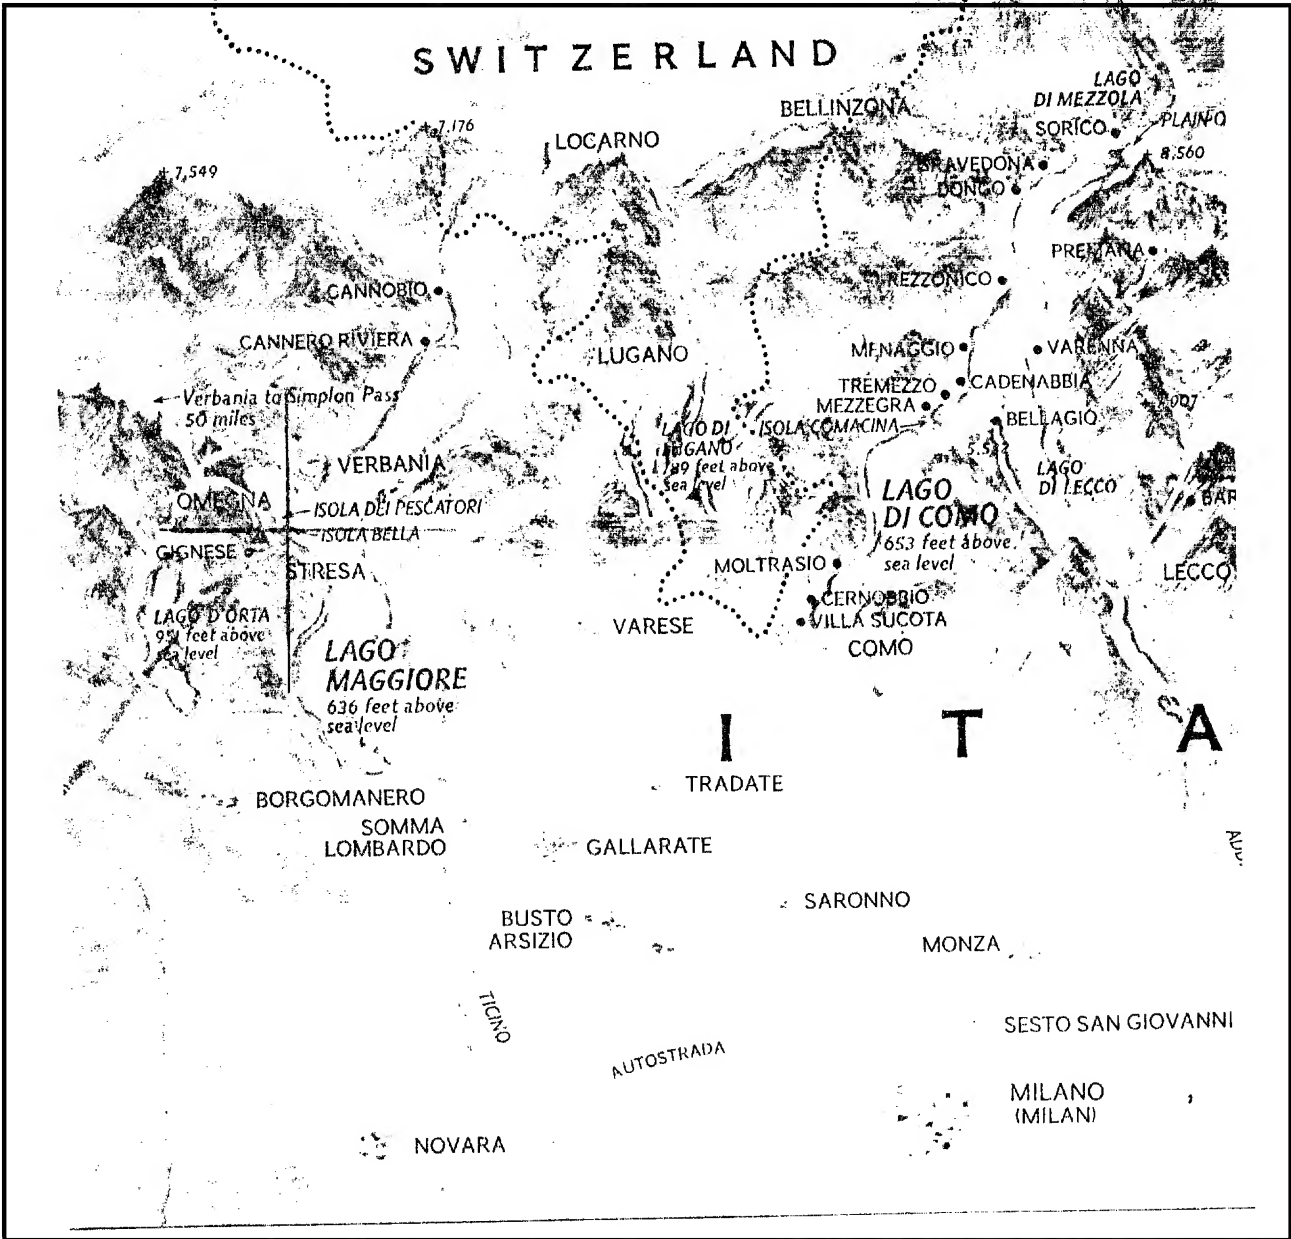 SWITZERLAND
LAGO
DI MEZZOLA
BELLINZONA
SORICO
7,176
LOCARNO
8,560
7,549
DONGO
PREMANA
CANNOBIO
REZZONICO
CANNERO RIVIERA
LUGANO
MENAGGIO
VARENNA
TREMEZZO
CADENABBIA
Verbania to Simplon Pass
50 miles
MEZZEGRA
ISOLA COMACINA
BELLAGIO
LAGO DI
LUGANO
feet above
sea level
VERBANIA
LAGO
DI LECCO
OMEGNA
ISOLA DEI PESCATORI
LAGO
DI COMO
653 feet above
sea level
BAR
ISOLA BELLA
GIGNESE
STRESA
MOLTRASIO
LECCO
CERNOBBIO
LAGO D'ORTA
feet above
sea level
VARESE
VILLA SUCOTA
COMO
LAGO
MAGGIORE
636 feet above
sea level
I T A
TRADATE
BORGOMANERO
SOMMA
LOMBARDO
GALLARATE
SARONNO
BUSTO
ARSIZIO
MONZA
TICINO
SESTO SAN GIOVANNI
AUTOSTRADA
MILANO
(MILAN)
NOVARA